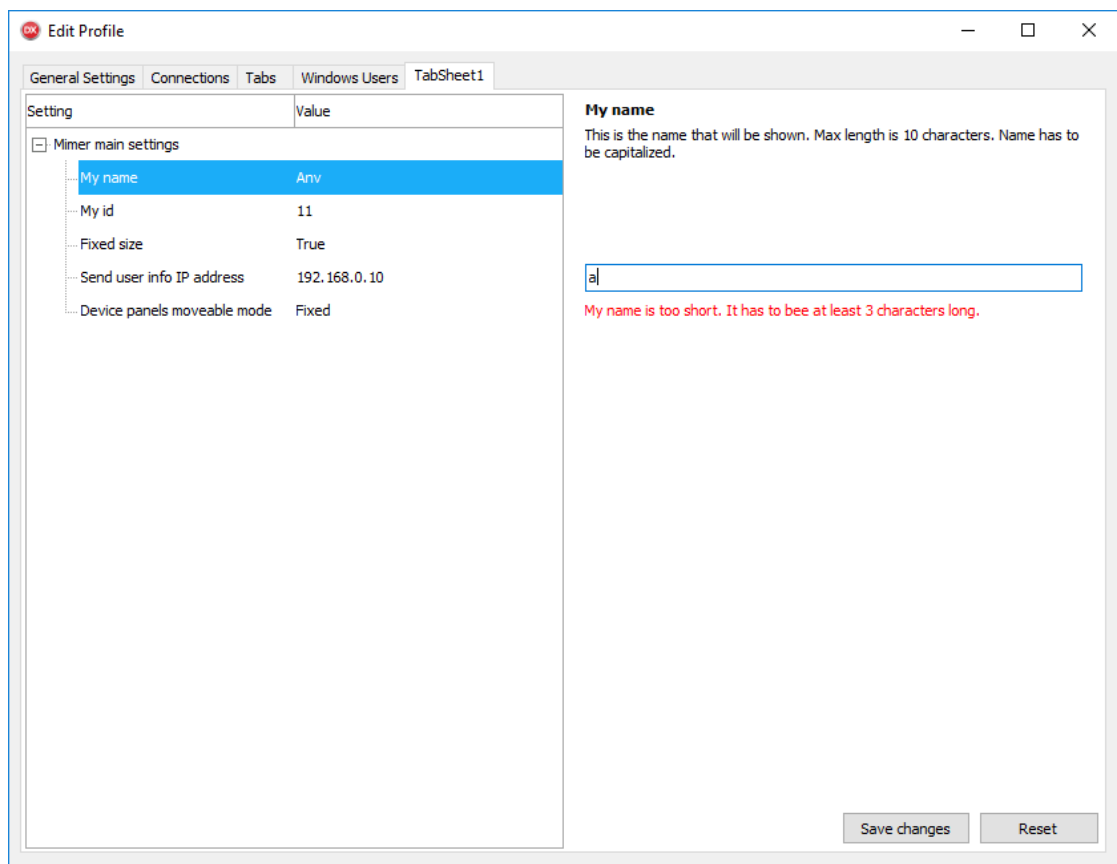 DX Edit Profile
General Settings Connections Tabs Windows Users TabSheet1
Setting Value
Mimer main settings
My name Anv
My id 11
Fixed size True
Send user info IP address 192.168.0.10
Device panels moveable mode Fixed
My name
This is the name that will be shown. Max length is 10 characters. Name has to
be capitalized.
a
My name is too short. It has to bee at least 3 characters long.
Save changes Reset